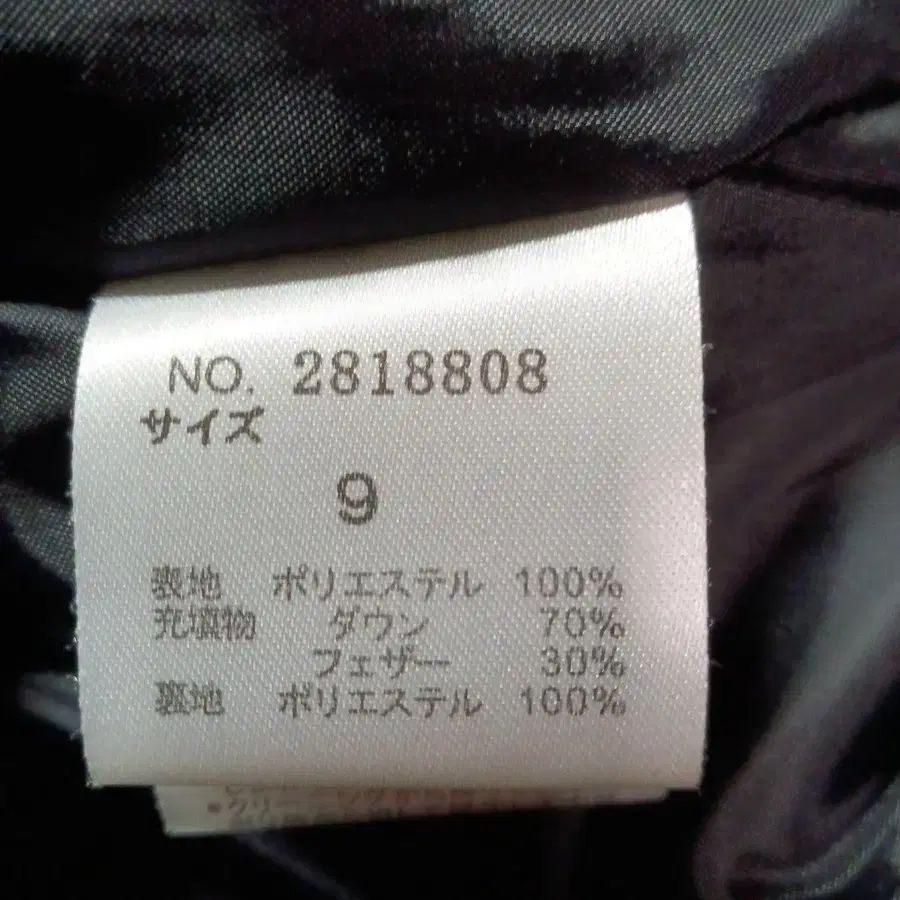 NO. 2818808
サイズ
9
表地 ポリエステル 100%
充填物 ダウン 70%
フェザー 30%
裏地 ポリエステル 100%